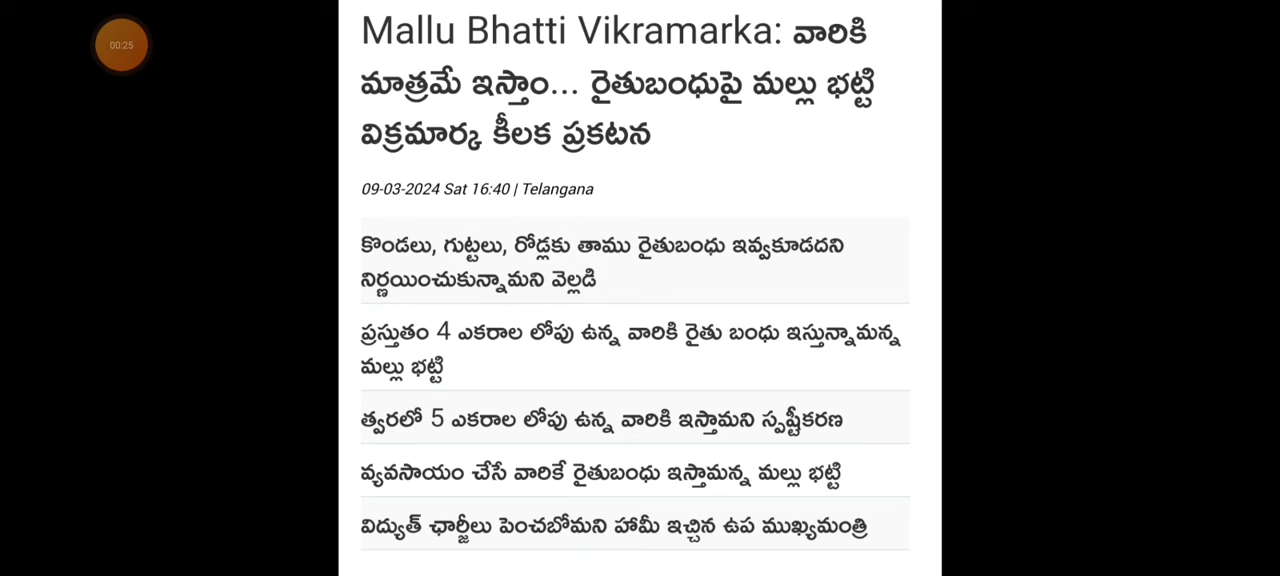 00:25
Mallu Bhatti Vikramarka: వారికి
మాత్రమే ఇస్తాం... రైతుబంధుపై మల్లు భట్టి
విక్రమార్క కీలక ప్రకటన
09-03-2024 Sat 16:40 | Telangana
కొండలు, గుట్టలు, రోడ్లకు తాము రైతుబంధు ఇవ్వకూడదని
నిర్ణయించుకున్నామని వెల్లడి
ప్రస్తుతం 4 ఎకరాల లోపు ఉన్న వారికి రైతు బంధు ఇస్తున్నామన్న
మల్లు భట్టి
త్వరలో 5 ఎకరాల లోపు ఉన్న వారికి ఇస్తామని స్పష్టీకరణ
వ్యవసాయం చేసే వారికే రైతుబంధు ఇస్తామన్న మల్లు భట్టి
విద్యుత్ ఛార్జీలు పెంచబోమని హామీ ఇచ్చిన ఉప ముఖ్యమంత్రి